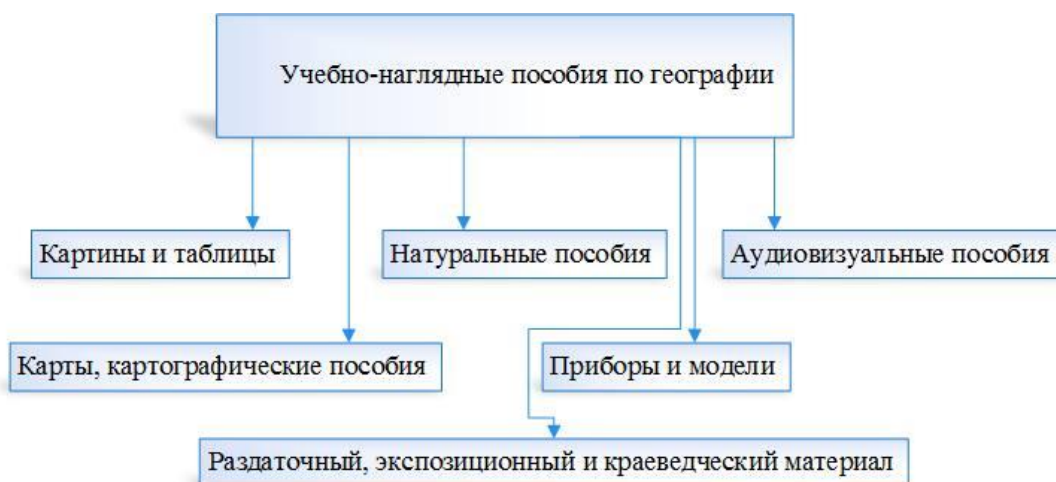 Учебно-наглядные пособия по географии
Картины и таблицы
Натуральные пособия
Аудиовизуальные пособия
Карты, картографические пособия
Приборы и модели
Раздаточный, экспозиционный и краеведческий материал